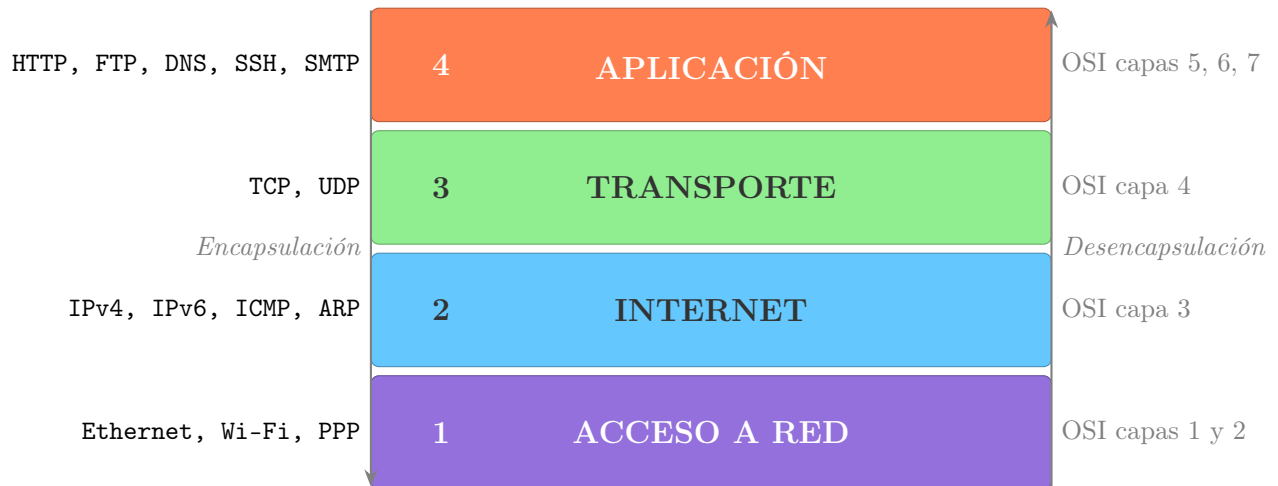 HTTP, FTP, DNS, SSH, SMTP 4 APLICACIÓN OSI capas 5, 6, 7
TCP, UDP 3 TRANSPORTE OSI capa 4
Encapsulación Desencapsulación
IPv4, IPv6, ICMP, ARP 2 INTERNET OSI capa 3
Ethernet, Wi-Fi, PPP 1 ACCESO A RED OSI capas 1 y 2